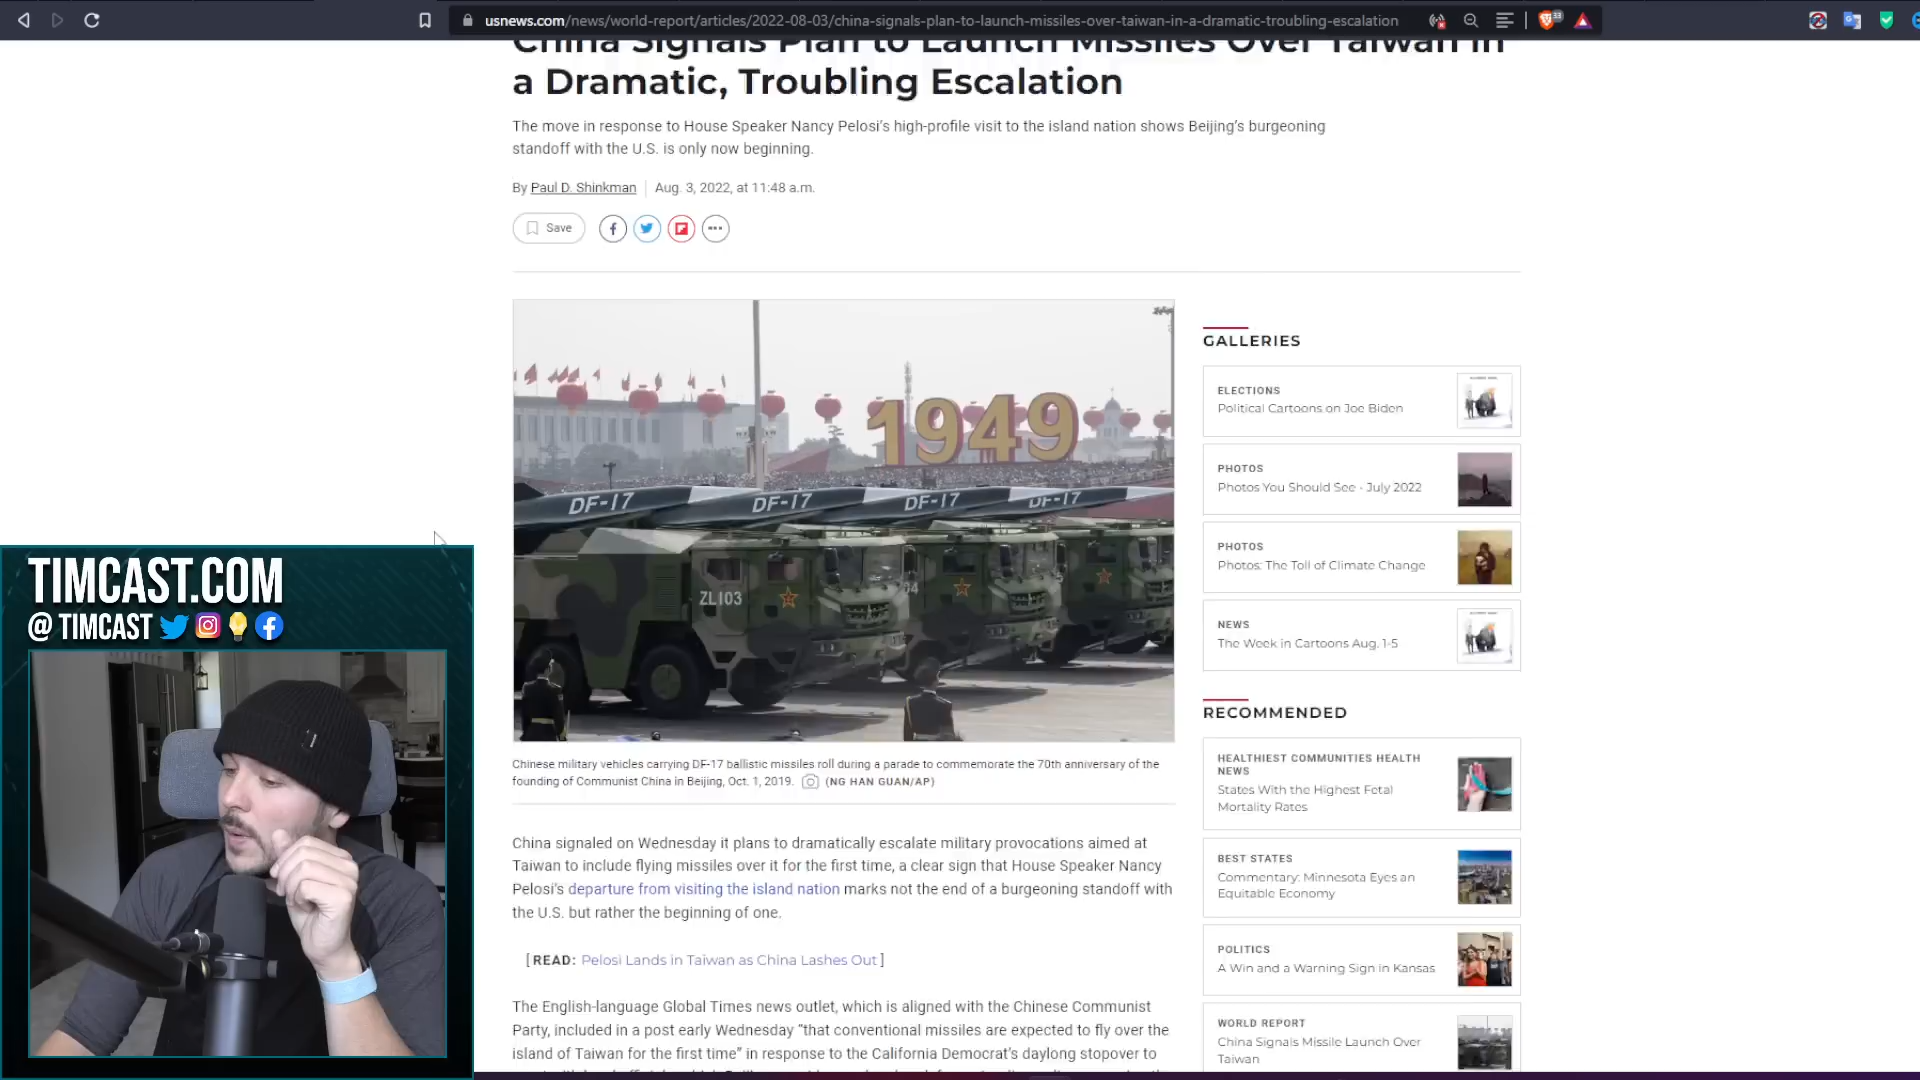 usnews.com/news/world-report/articles/2022-08-03/china-signals-plan-to-launch-missiles-over-taiwan-in-a-dramatic-troubling-escalation
33
China Signals Plan to Launch Missiles Over Taiwan in
a Dramatic, Troubling Escalation
The move in response to House Speaker Nancy Pelosi's high-profile visit to the island nation shows Beijing's burgeoning
standoff with the U.S. is only now beginning.
By Paul D. Shinkman | Aug. 3, 2022, at 11:48 a.m.
Save
1949
DF-17 DF-17 DF-17 DF-17
ZL103
Chinese military vehicles carrying DF-17 ballistic missiles roll during a parade to commemorate the 70th anniversary of the
founding of Communist China in Beijing, Oct. 1, 2019. (NG HAN GUAN/AP)
China signaled on Wednesday it plans to dramatically escalate military provocations aimed at
Taiwan to include flying missiles over it for the first time, a clear sign that House Speaker Nancy
Pelosi's departure from visiting the island nation marks not the end of a burgeoning standoff with
the U.S. but rather the beginning of one.
[ READ: Pelosi Lands in Taiwan as China Lashes Out ]
The English-language Global Times news outlet, which is aligned with the Chinese Communist
Party, included in a post early Wednesday "that conventional missiles are expected to fly over the
island of Taiwan for the first time" in response to the California Democrat's daylong stopover to
GALLERIES
ELECTIONS
Political Cartoons on Joe Biden
PHOTOS
Photos You Should See - July 2022
PHOTOS
Photos: The Toll of Climate Change
NEWS
The Week in Cartoons Aug. 1-5
RECOMMENDED
HEALTHIEST COMMUNITIES HEALTH
NEWS
States With the Highest Fetal
Mortality Rates
BEST STATES
Commentary: Minnesota Eyes an
Equitable Economy
POLITICS
A Win and a Warning Sign in Kansas
WORLD REPORT
China Signals Missile Launch Over
Taiwan
TIMCAST.COM
@ TIMCAST